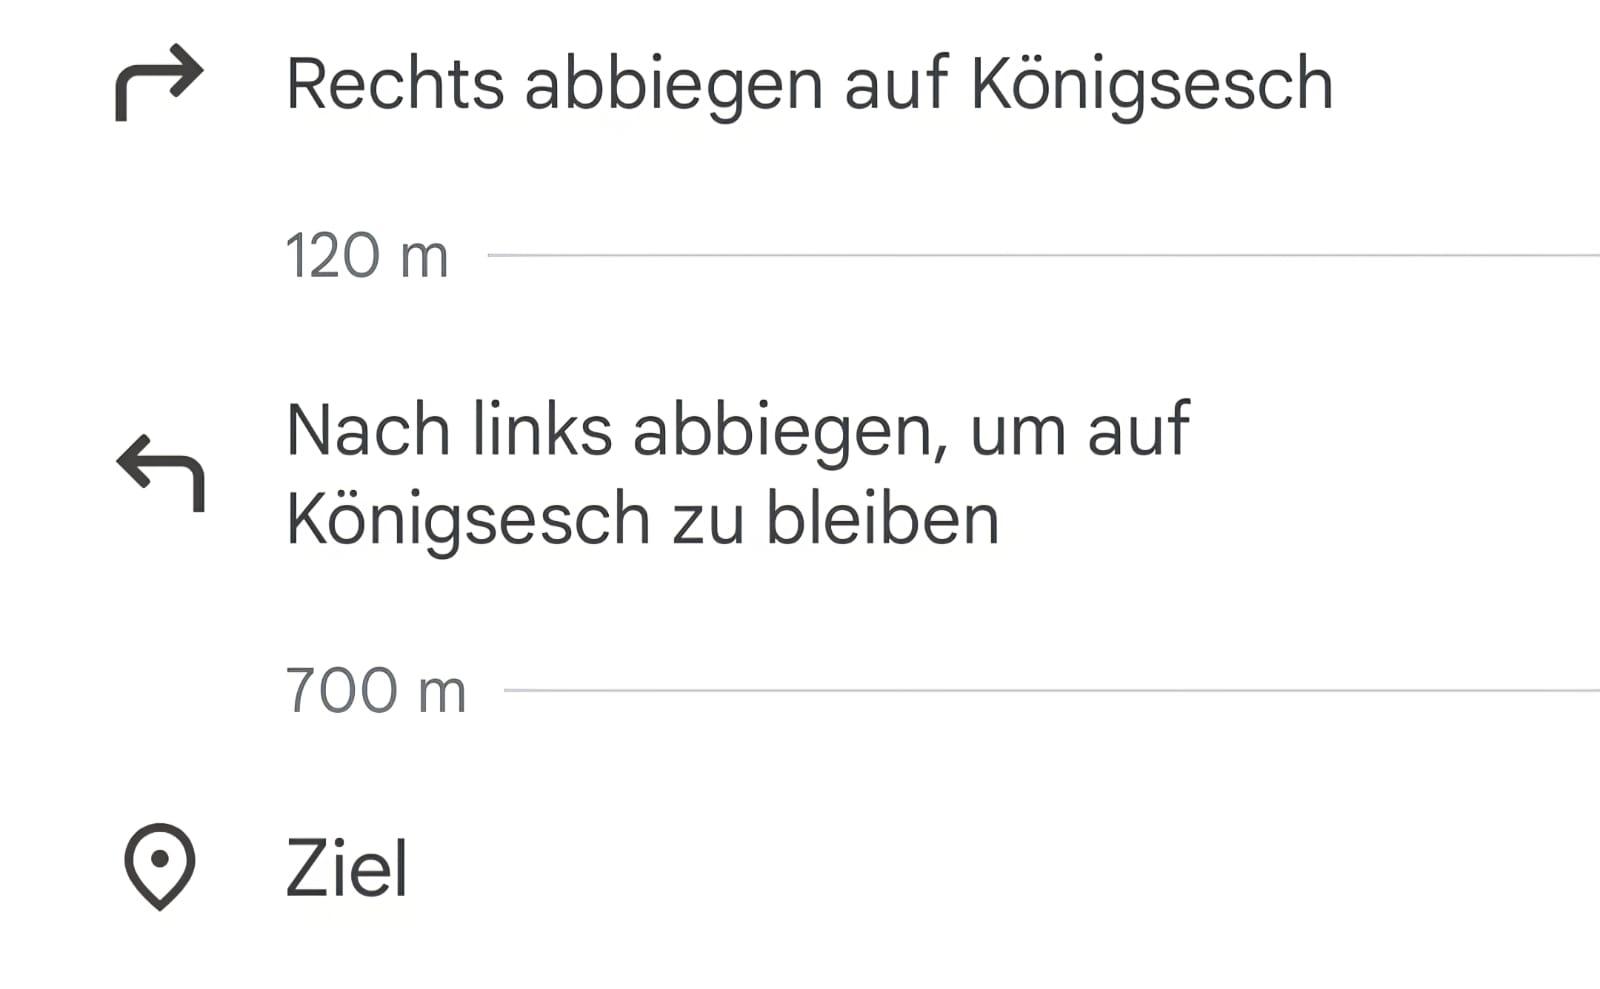 Rechts abbiegen auf Königsesch
120 m
Nach links abbiegen, um auf
Königsesch zu bleiben
700 m
Ziel